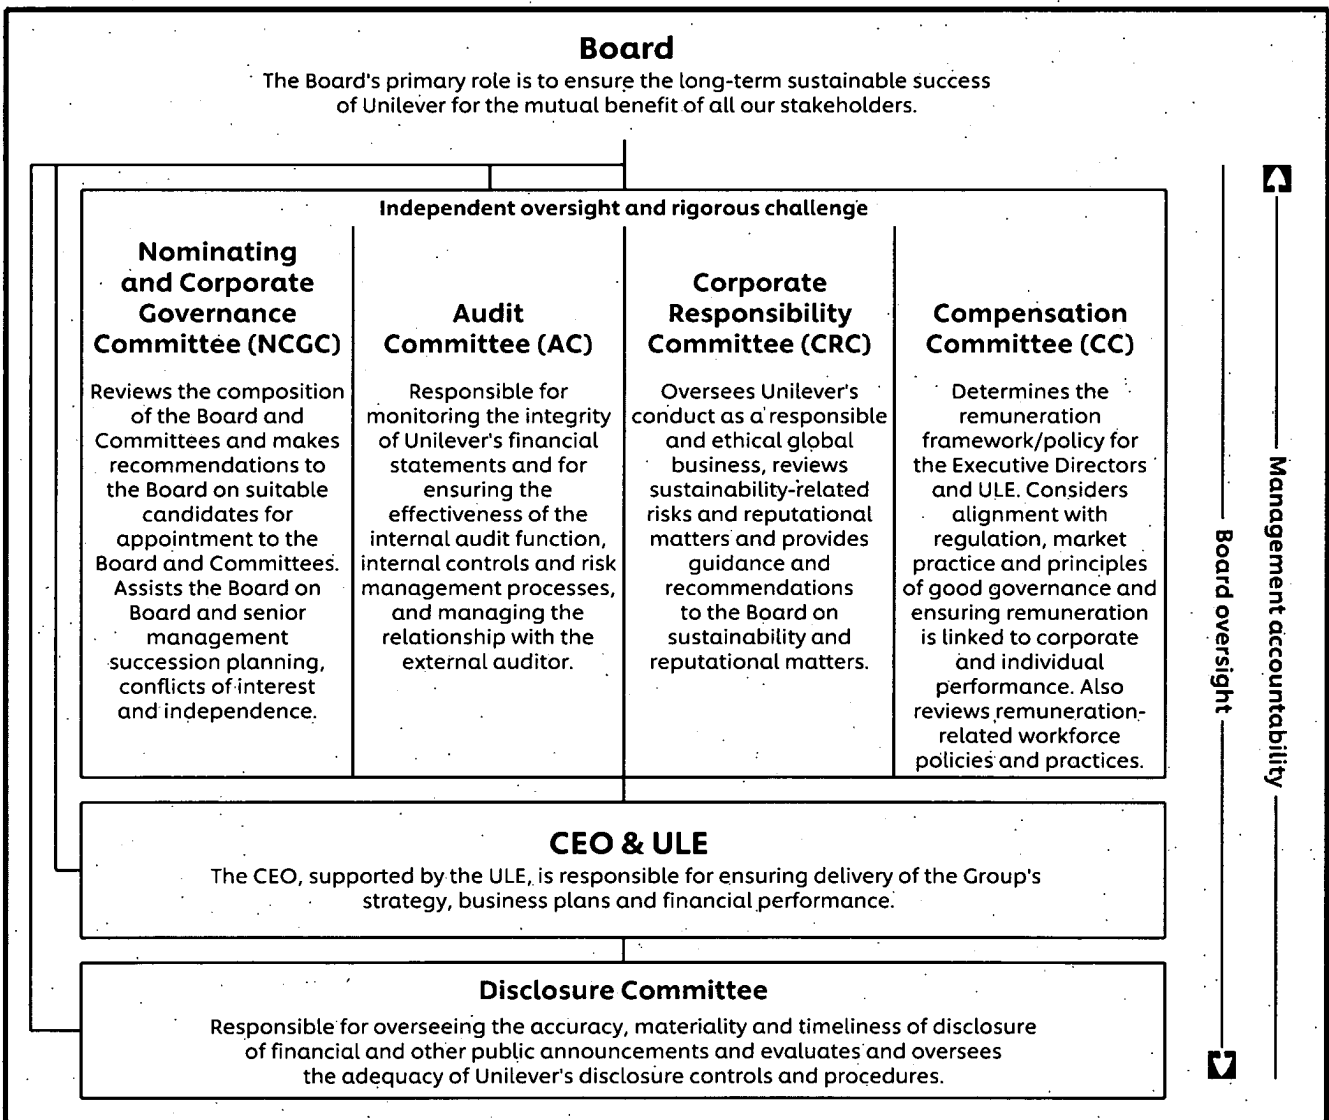 Board
The Board's primary role is to ensure the long-term sustainable success
of Unilever for the mutual benefit of all our stakeholders.
Independent oversight and rigorous challenge
Nominating
and Corporate
Governance
Committee (NCGC)
Reviews the composition
of the Board and
Committees and makes
recommendations to
the Board on suitable
candidates for
appointment to the
Board and Committees.
Assists the Board on
Board and senior
management
succession planning,
conflicts of interest
and independence.
Audit
Committee (AC)
Responsible for
monitoring the integrity
of Unilever's financial
statements and for
ensuring the
effectiveness of the
internal audit function,
internal controls and risk
management processes,
and managing the
relationship with the
external auditor.
Corporate
Responsibility
Committee (CRC)
Oversees Unilever's
conduct as a responsible
and ethical global
business, reviews
sustainability-related
risks and reputational
matters and provides
guidance and
recommendations
to the Board on
sustainability and
reputational matters.
Compensation
Committee (CC)
Determines the
remuneration
framework/policy for
the Executive Directors
and ULE. Considers
alignment with
regulation, market
practice and principles
of good governance and
ensuring remuneration
is linked to corporate
and individual
performance. Also
reviews remuneration-
related workforce
policies and practices.
CEO & ULE
The CEO, supported by the ULE, is responsible for ensuring delivery of the Group's
strategy, business plans and financial performance.
Disclosure Committee
Responsible for overseeing the accuracy, materiality and timeliness of disclosure
of financial and other public announcements and evaluates and oversees
the adequacy of Unilever's disclosure controls and procedures.
Board oversight
Management accountability